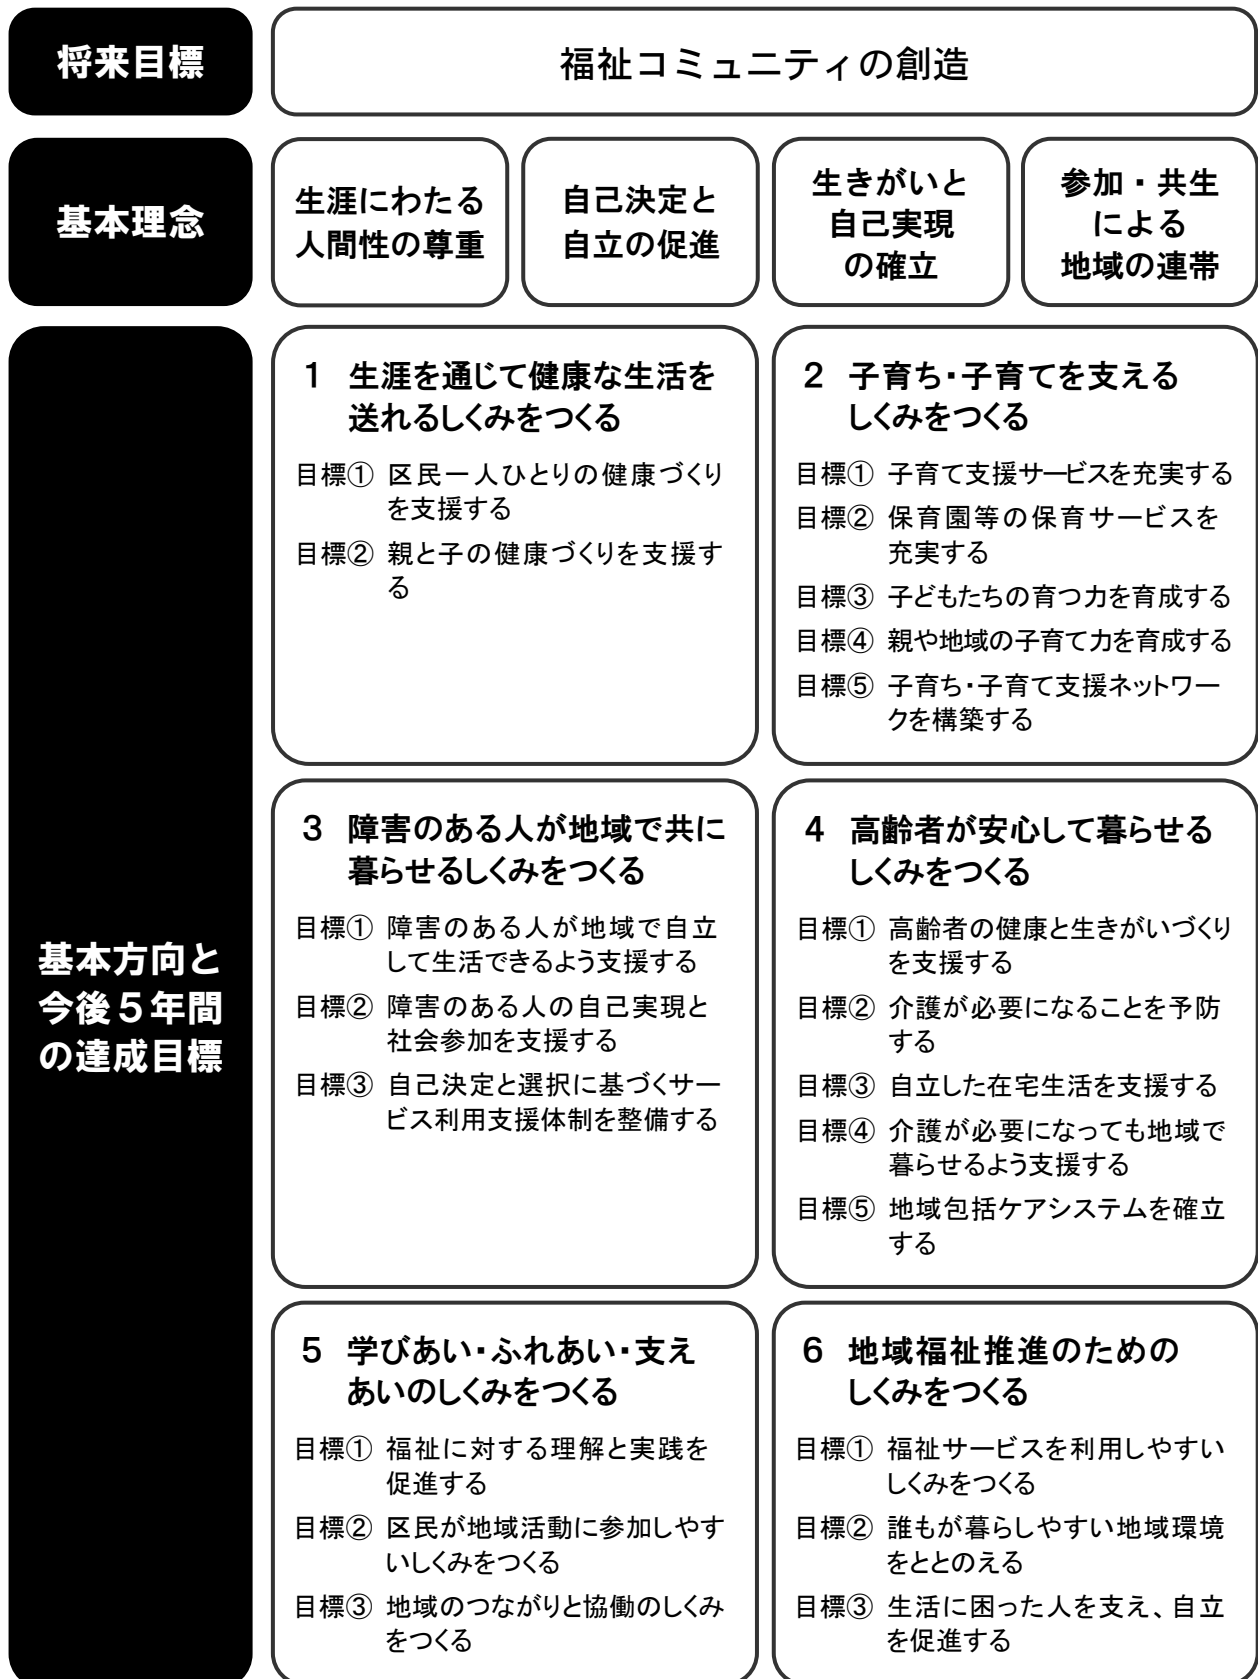 将来目標
福祉コミュニティの創造
基本理念
生涯にわたる
人間性の尊重
自己決定と
自立の促進
生きがいと
自己実現
の確立
参加・共生
による
地域の連帯
基本方向と
今後5年間
の達成目標
1 生涯を通じて健康な生活を
送れるしくみをつくる
目標① 区民一人ひとりの健康づくり
を支援する
目標② 親と子の健康づくりを支援す
る
2 子育ち・子育てを支える
しくみをつくる
目標① 子育て支援サービスを充実する
目標② 保育園等の保育サービスを
充実する
目標③ 子どもたちの育つ力を育成する
目標④ 親や地域の子育て力を育成する
目標⑤ 子育ち・子育て支援ネットワー
クを構築する
3 障害のある人が地域で共に
暮らせるしくみをつくる
目標① 障害のある人が地域で自立
して生活できるよう支援する
目標② 障害のある人の自己実現と
社会参加を支援する
目標③ 自己決定と選択に基づくサー
ビス利用支援体制を整備する
4 高齢者が安心して暮らせる
しくみをつくる
目標① 高齢者の健康と生きがいづくり
を支援する
目標② 介護が必要になることを予防
する
目標③ 自立した在宅生活を支援する
目標④ 介護が必要になっても地域で
暮らせるよう支援する
目標⑤ 地域包括ケアシステムを確立
する
5 学びあい・ふれあい・支え
あいのしくみをつくる
目標① 福祉に対する理解と実践を
促進する
目標② 区民が地域活動に参加しやす
いしくみをつくる
目標③ 地域のつながりと協働のしくみ
をつくる
6 地域福祉推進のための
しくみをつくる
目標① 福祉サービスを利用しやすい
しくみをつくる
目標② 誰もが暮らしやすい地域環境
をととのえる
目標③ 生活に困った人を支え、自立
を促進する